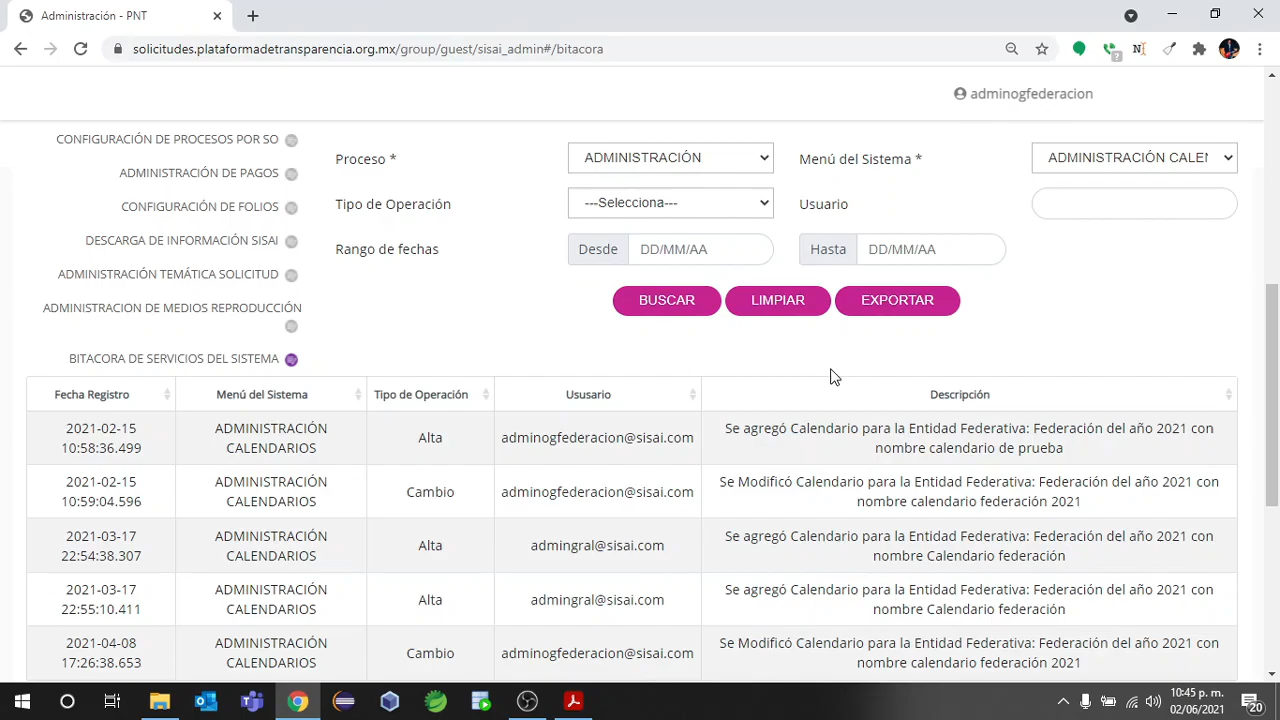 Administración - PNT
solicitudes.plataformadetransparencia.org.mx/group/guest/sisai_admin#/bitacora
adminogfederacion
CONFIGURACIÓN DE PROCESOS POR SO
ADMINISTRACIÓN DE PAGOS
CONFIGURACIÓN DE FOLIOS
DESCARGA DE INFORMACIÓN SISAI
ADMINISTRACIÓN TEMÁTICA SOLICITUD
ADMINISTRACION DE MEDIOS REPRODUCCIÓN
BITACORA DE SERVICIOS DEL SISTEMA
Proceso * ADMINISTRACIÓN Menú del Sistema * ADMINISTRACIÓN CALEN
Tipo de Operación ---Selecciona--- Usuario
Rango de fechas Desde DD/MM/AA Hasta DD/MM/AA
BUSCAR LIMPIAR EXPORTAR
Fecha Registro Menú del Sistema Tipo de Operación Ususario Descripción
2021-02-15 ADMINISTRACIÓN Alta adminogfederacion@sisai.com Se agregó Calendario para la Entidad Federativa: Federación del año 2021 con
10:58:36.499 CALENDARIOS nombre calendario de prueba
2021-02-15 ADMINISTRACIÓN Cambio adminogfederacion@sisai.com Se Modificó Calendario para la Entidad Federativa: Federación del año 2021 con
10:59:04.596 CALENDARIOS nombre calendario federación 2021
2021-03-17 ADMINISTRACIÓN Alta admingral@sisai.com Se agregó Calendario para la Entidad Federativa: Federación del año 2021 con
22:54:38.307 CALENDARIOS nombre Calendario federación
2021-03-17 ADMINISTRACIÓN Alta admingral@sisai.com Se agregó Calendario para la Entidad Federativa: Federación del año 2021 con
22:55:10.411 CALENDARIOS nombre Calendario federación
2021-04-08 ADMINISTRACIÓN Cambio adminogfederacion@sisai.com Se Modificó Calendario para la Entidad Federativa: Federación del año 2021 con
17:26:38.653 CALENDARIOS nombre calendario federación 2021
10:45 p. m.
02/06/2021
20